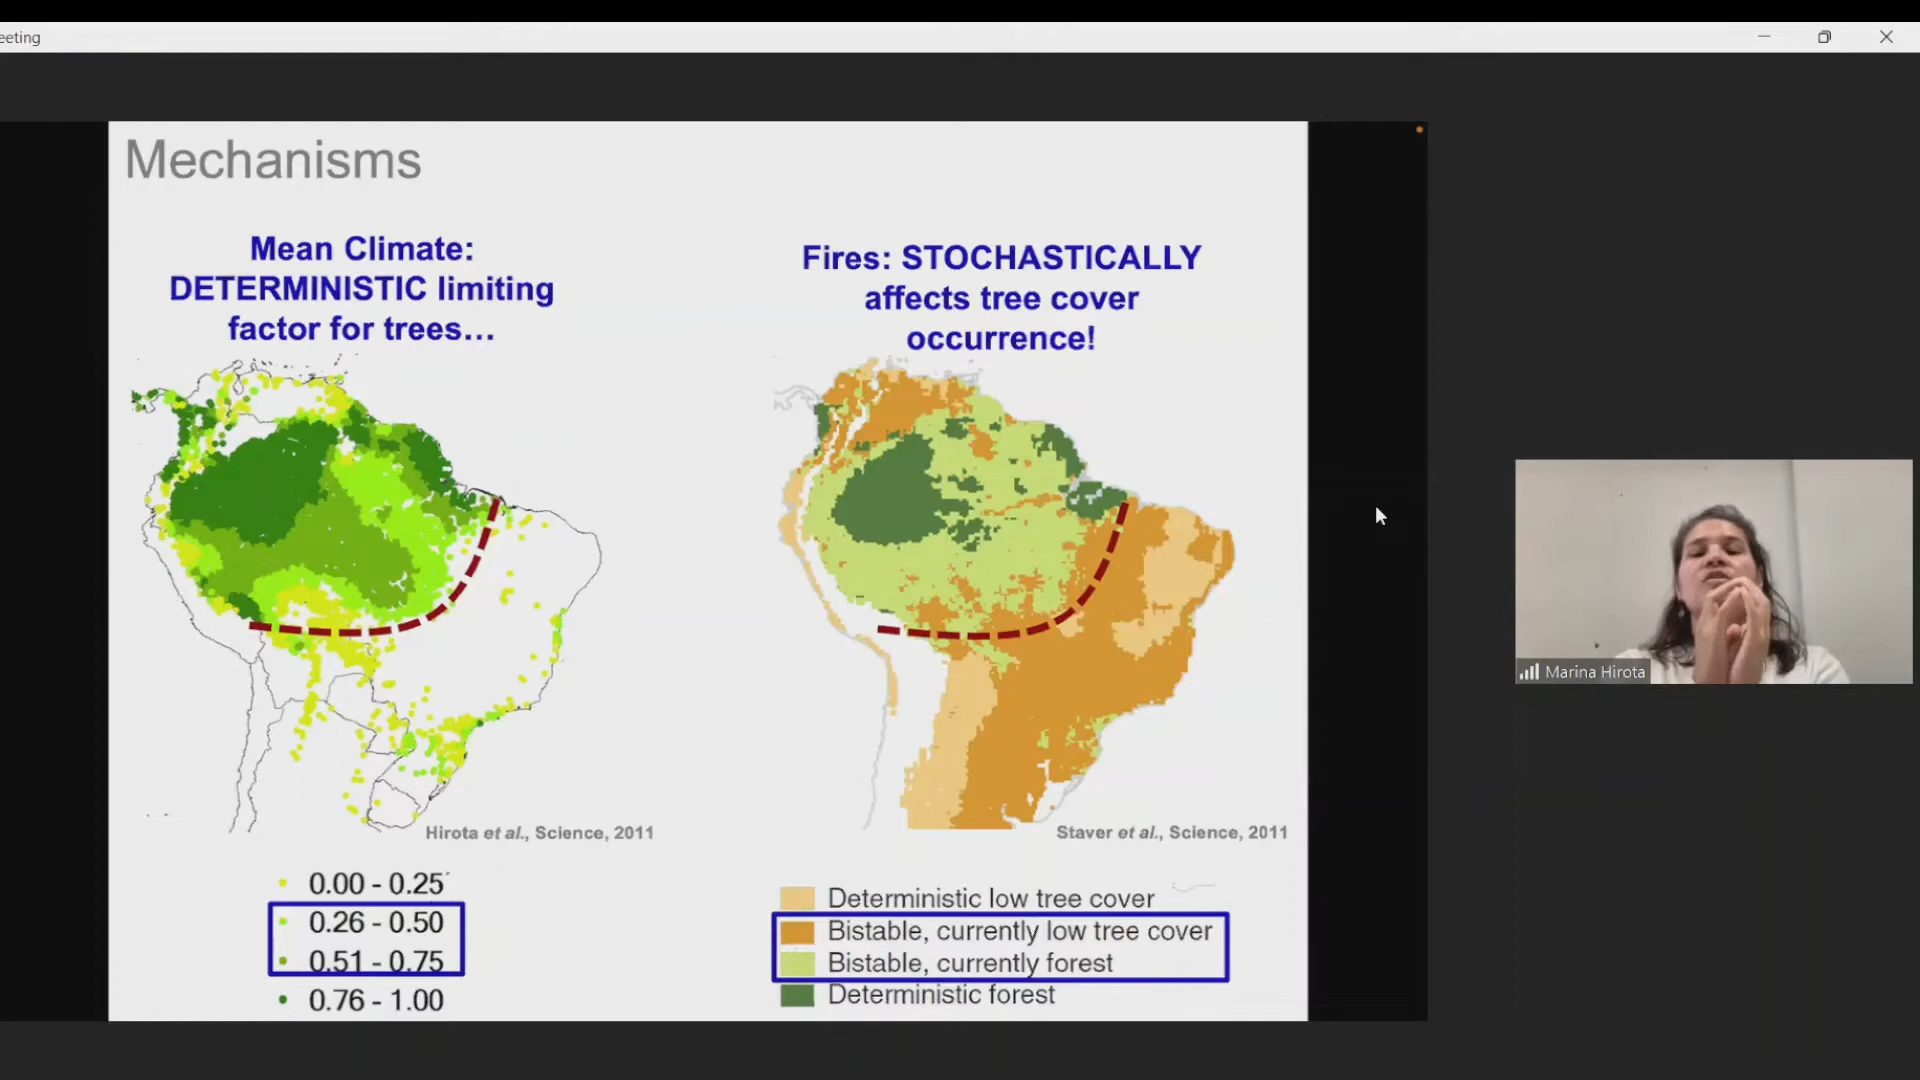 eeting
Mechanisms
Mean Climate:
DETERMINISTIC limiting
factor for trees...
Fires: STOCHASTICALLY
affects tree cover
occurrence!
Hirota et al., Science, 2011
Staver et al., Science, 2011
0.00 - 0.25
0.26 - 0.50
0.51 - 0.75
0.76 - 1.00
Deterministic low tree cover
Bistable, currently low tree cover
Bistable, currently forest
Deterministic forest
Marina Hirota